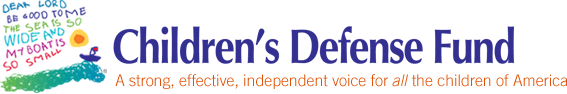 DEAR LORD
BE GOOD TO ME
THE SEA IS SO
WIDE AND
MY BOAT IS
SO SMALL
Children's Defense Fund
A strong, effective, independent voice for all the children of America